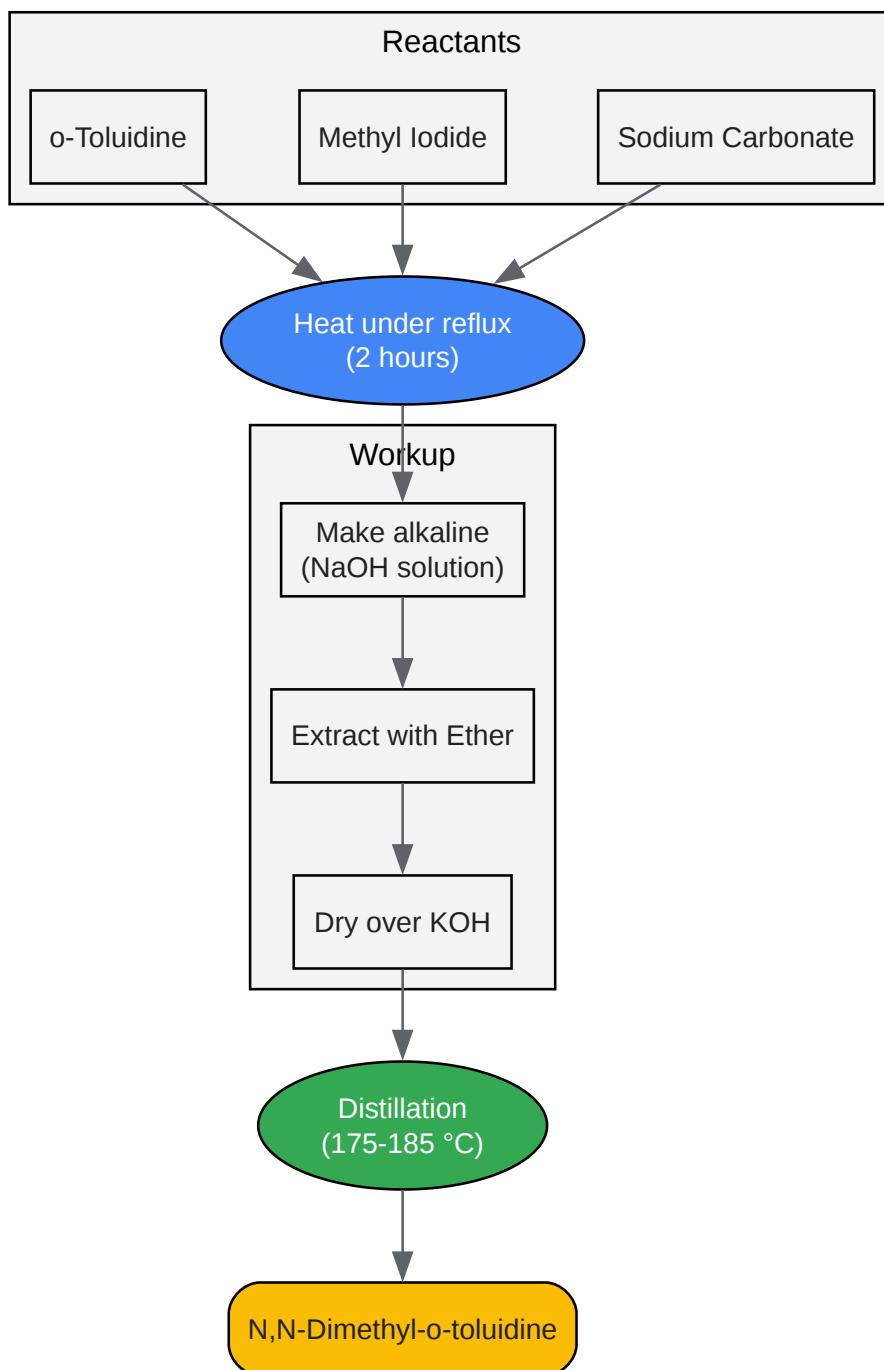 Reactants
o-Toluidine
Methyl Iodide
Sodium Carbonate
Heat under reflux
(2 hours)
Workup
Make alkaline
(NaOH solution)
Extract with Ether
Dry over KOH
Distillation
(175-185 °C)
N,N-Dimethyl-o-toluidine